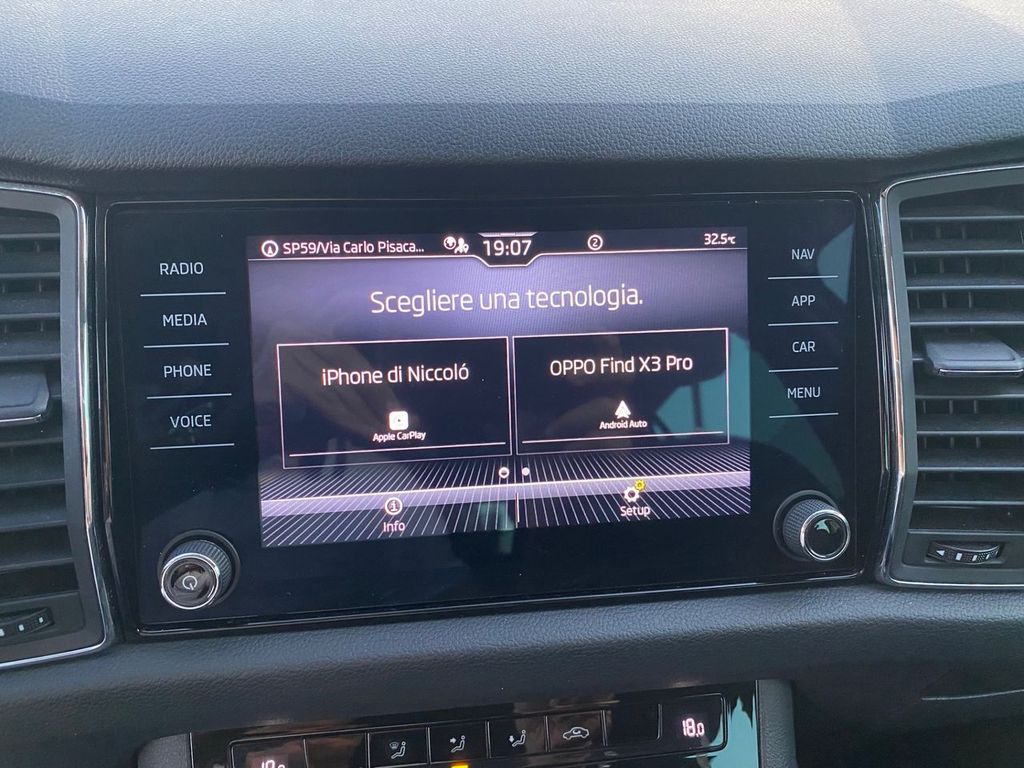 SP59/Via Carlo Pisaca...
19:07
2
32.5°C
RADIO
MEDIA
PHONE
VOICE
Scegliere una tecnologia.
iPhone di Niccoló
Apple CarPlay
OPPO Find X3 Pro
Android Auto
Info
Setup
NAV
APP
CAR
MENU
18.0